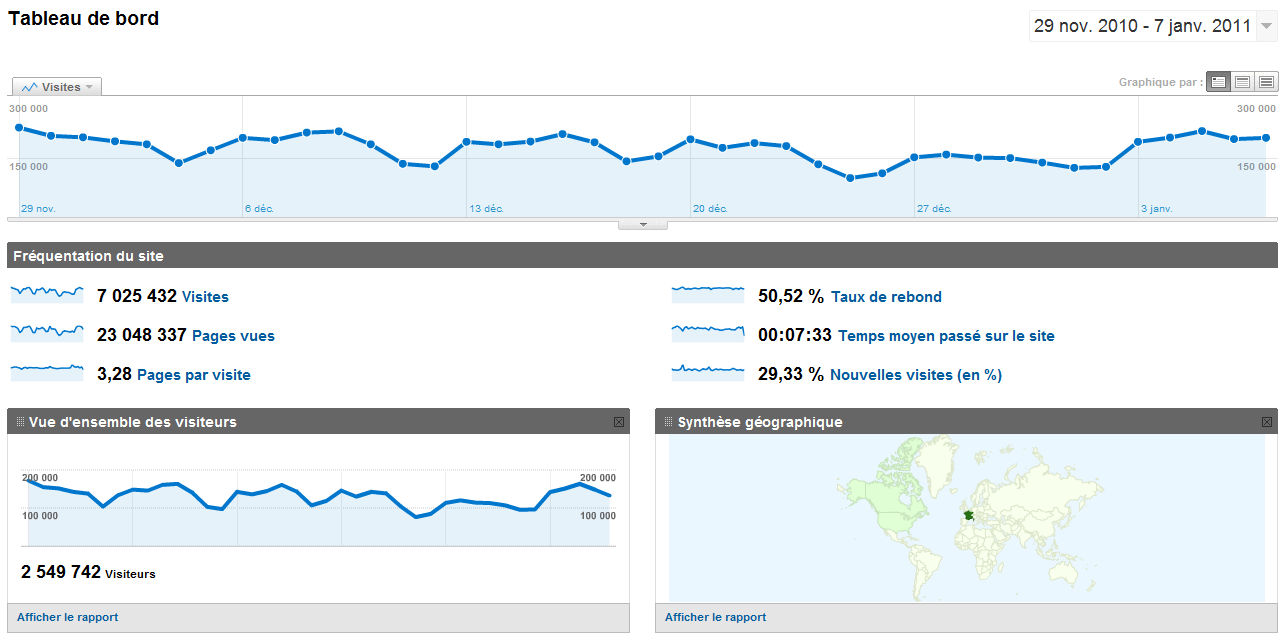 Tableau de bord
29 nov. 2010 - 7 janv. 2011
Visites
Graphique par :
300 000 300 000
150 000 150 000
29 nov. 6 déc. 13 déc. 20 déc. 27 déc. 3 janv.
Fréquentation du site
7 025 432 Visites
50,52 % Taux de rebond
23 048 337 Pages vues
00:07:33 Temps moyen passé sur le site
3,28 Pages par visite
29,33 % Nouvelles visites (en %)
Vue d'ensemble des visiteurs
200 000 200 000
100 000 100 000
2 549 742 Visiteurs
Afficher le rapport
Synthèse géographique
Afficher le rapport